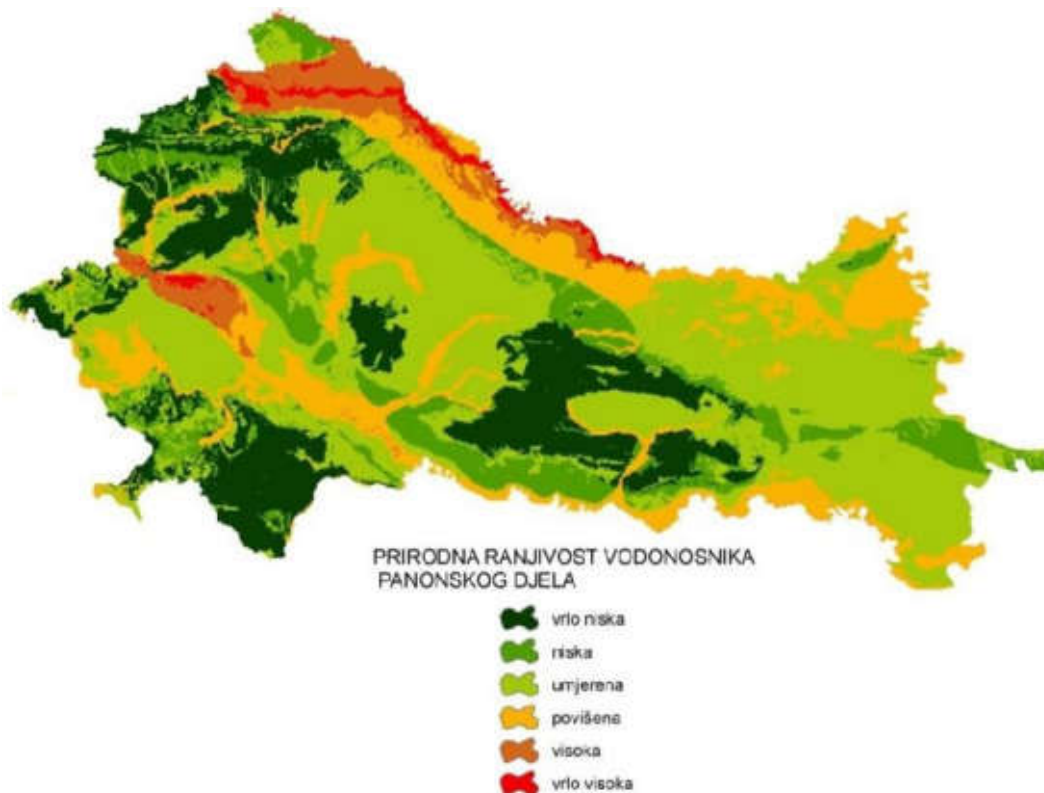 PRIRODNA RANJIVOST VODONOSNIKA
PANONSKOG DJELA
vrlo niska
niska
umjerena
povišena
visoka
vrlo visoka